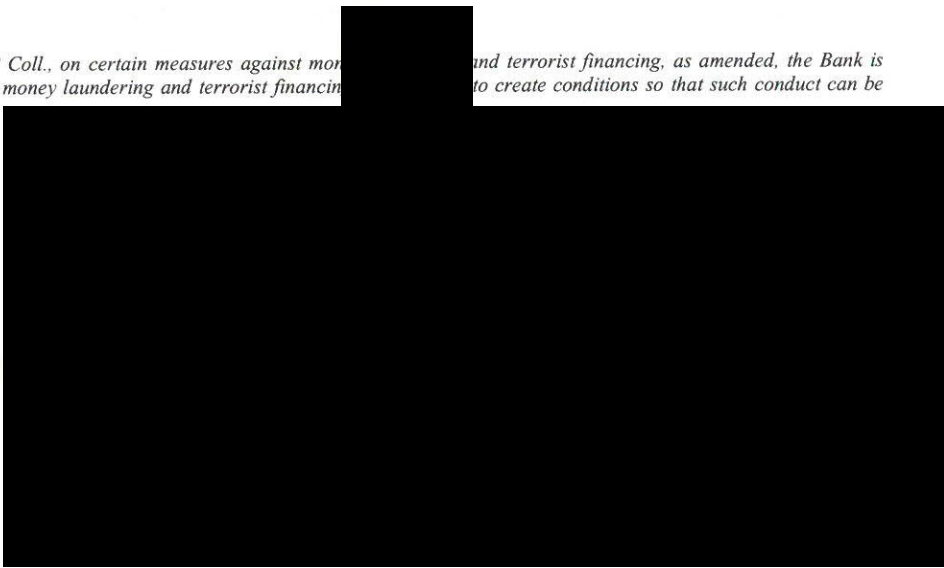 Coll., on certain measures against mon and terrorist financing, as amended, the Bank is
money laundering and terrorist financin to create conditions so that such conduct can be